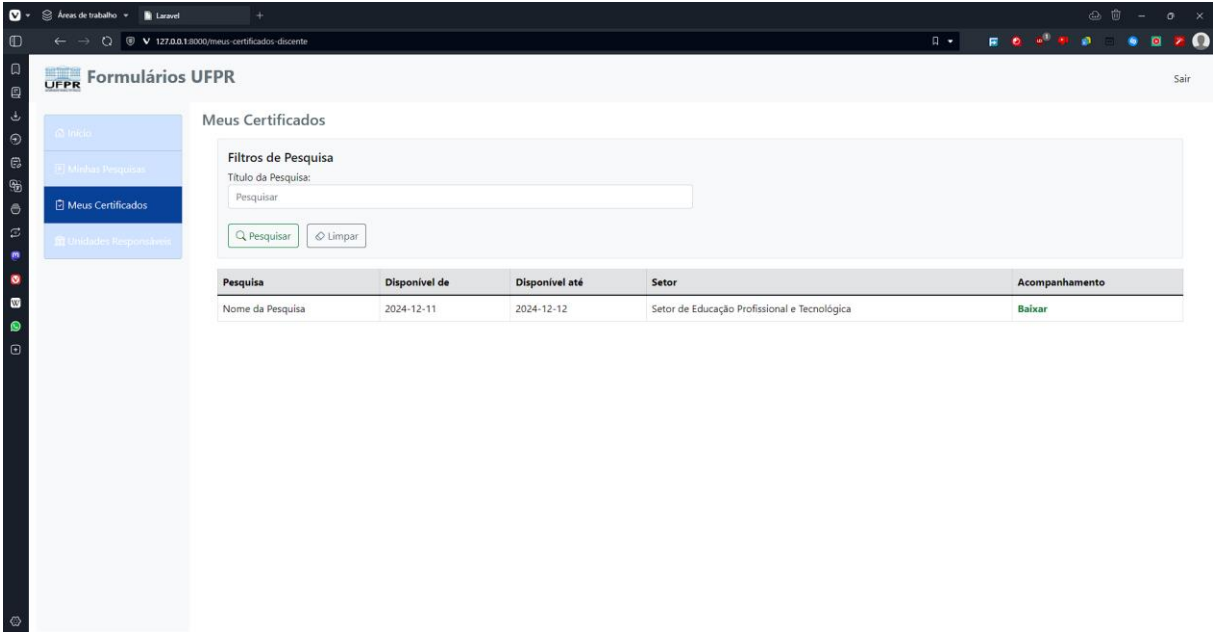 Áreas de trabalho
Laravel
127.0.0.1:8000/meus-certificados-discente
UFPR Formulários UFPR
Sair
Início
Minhas Pesquisas
Meus Certificados
Unidades Responsáveis
Meus Certificados
Filtros de Pesquisa
Título da Pesquisa:
Pesquisar
Pesquisar
Limpar
Pesquisa Disponível de Disponível até Setor Acompanhamento
Nome da Pesquisa 2024-12-11 2024-12-12 Setor de Educação Profissional e Tecnológica Baixar